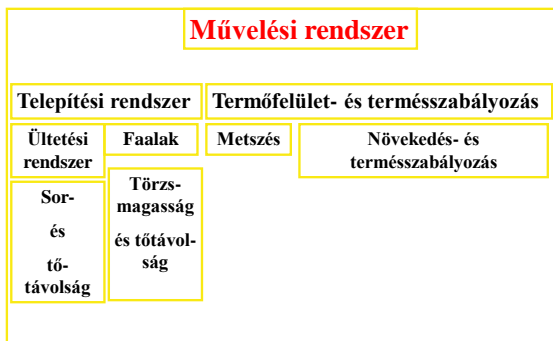 Művelési rendszer
Telepítési rendszer
Termőfelület- és termésszabályozás
Ültetési
rendszer
Faalak
Metszés
Növekedés- és
termésszabályozás
Sor-
és
tő-
távolság
Törzs-
magasság
és tőtávol-
ság